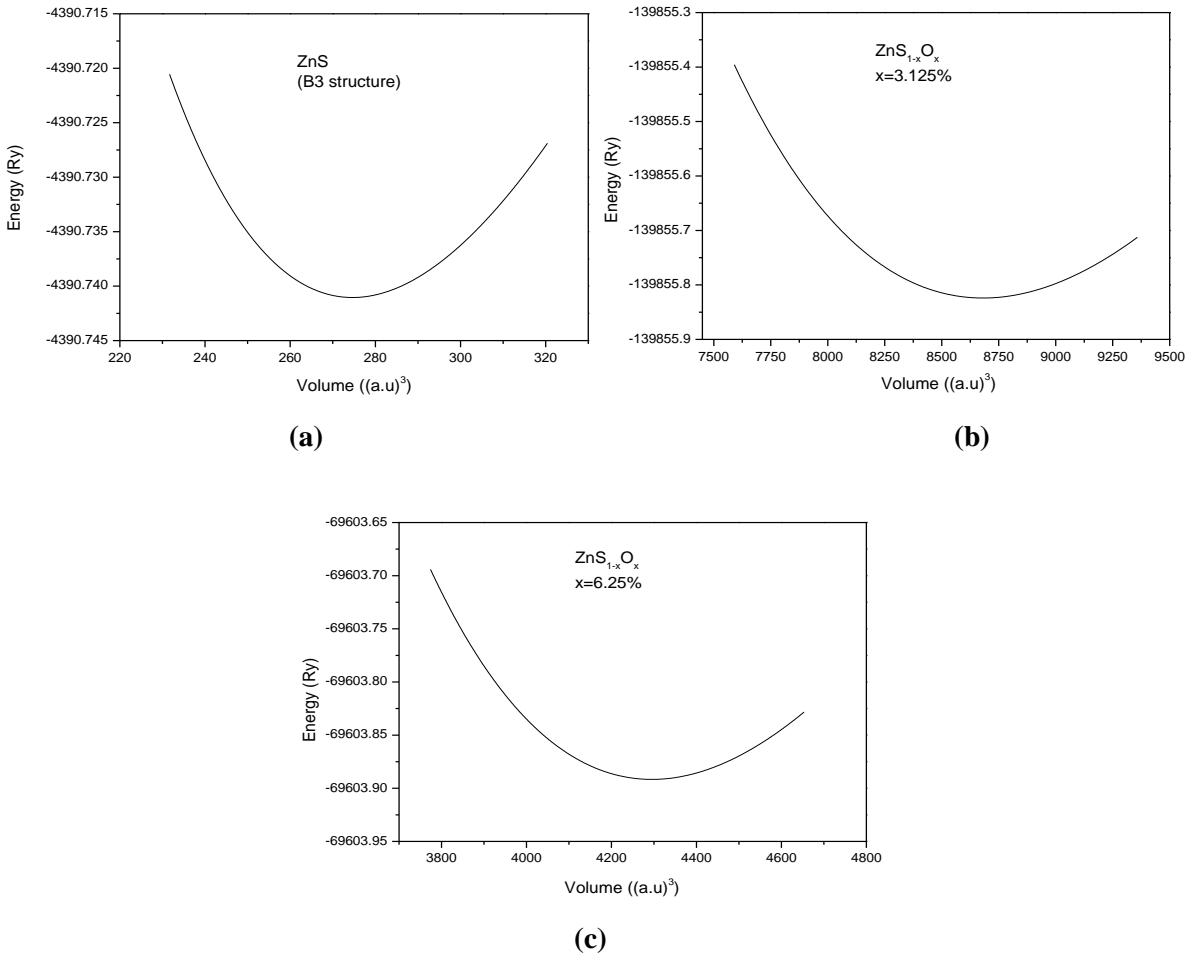 -4390.715
-4390.720
-4390.725
-4390.730
-4390.735
-4390.740
-4390.745
Energy (Ry)
ZnS
(B3 structure)
220 240 260 280 300 320
Volume ((a.u)³)
(a)
-139855.3
-139855.4
-139855.5
-139855.6
-139855.7
-139855.8
-139855.9
Energy (Ry)
ZnS₁₋ₓOₓ
x=3.125%
7500 7750 8000 8250 8500 8750 9000 9250 9500
Volume ((a.u)³)
(b)
-69603.65
-69603.70
-69603.75
-69603.80
-69603.85
-69603.90
-69603.95
Energy (Ry)
ZnS₁₋ₓOₓ
x=6.25%
3800 4000 4200 4400 4600 4800
Volume ((a.u)³)
(c)